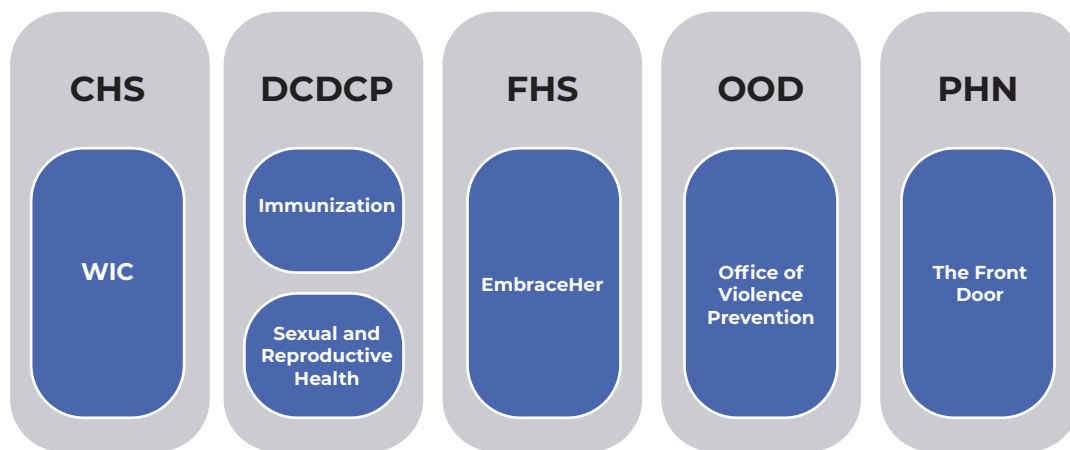 CHS
WIC
DCDCP
Immunization
Sexual and
Reproductive
Health
FHS
EmbraceHer
OOD
Office of
Violence
Prevention
PHN
The Front
Door